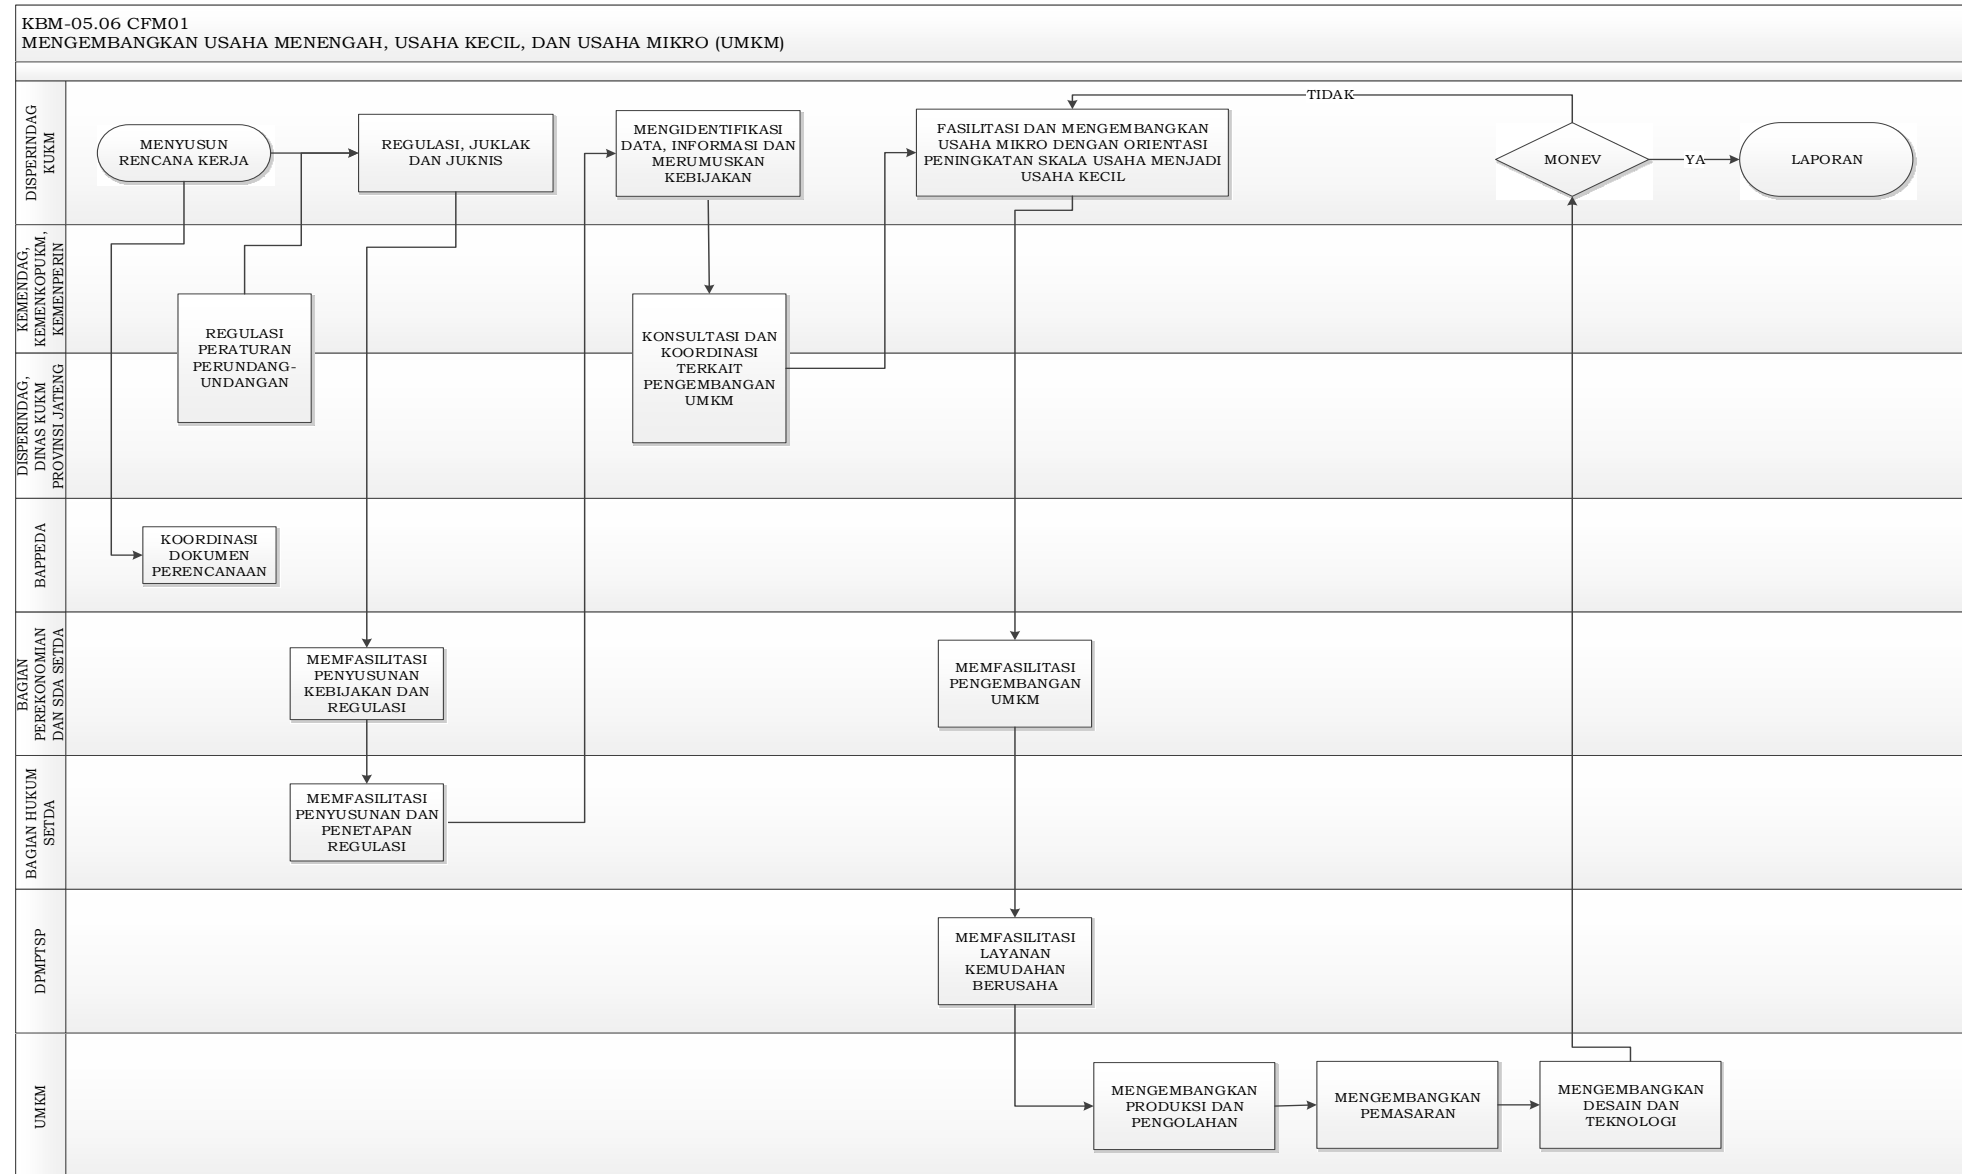 KBM-05.06 CFM01
MENGEMBANGKAN USAHA MENENGAH, USAHA KECIL, DAN USAHA MIKRO (UMKM)
DISPERINDAG
KUKM
MENYUSUN
RENCANA KERJA
REGULASI, JUKLAK
DAN JUKNIS
MENGIDENTIFIKASI
DATA, INFORMASI DAN
MERUMUSKAN
KEBIJAKAN
FASILITASI DAN MENGEMBANGKAN
USAHA MIKRO DENGAN ORIENTASI
PENINGKATAN SKALA USAHA MENJADI
USAHA KECIL
TIDAK
MONEV
YA
LAPORAN
KEMENDAG,
KEMENKOPUKM,
KEMENPERIN
REGULASI
PERATURAN
PERUNDANG-
UNDANGAN
KONSULTASI DAN
KOORDINASI
TERKAIT
PENGEMBANGAN
UMKM
DISPERINDAG,
DINAS KUKM
PROVINSI JATENG
BAPPEDA
KOORDINASI
DOKUMEN
PERENCANAAN
BAGIAN
PEREKONOMIAN
DAN SDA SETDA
MEMFASILITASI
PENYUSUNAN
KEBIJAKAN DAN
REGULASI
MEMFASILITASI
PENGEMBANGAN
UMKM
BAGIAN HUKUM
SETDA
MEMFASILITASI
PENYUSUNAN DAN
PENETAPAN
REGULASI
DPMPTSP
MEMFASILITASI
LAYANAN
KEMUDAHAN
BERUSAHA
UMKM
MENGEMBANGKAN
PRODUKSI DAN
PENGOLAHAN
MENGEMBANGKAN
PEMASARAN
MENGEMBANGKAN
DESAIN DAN
TEKNOLOGI